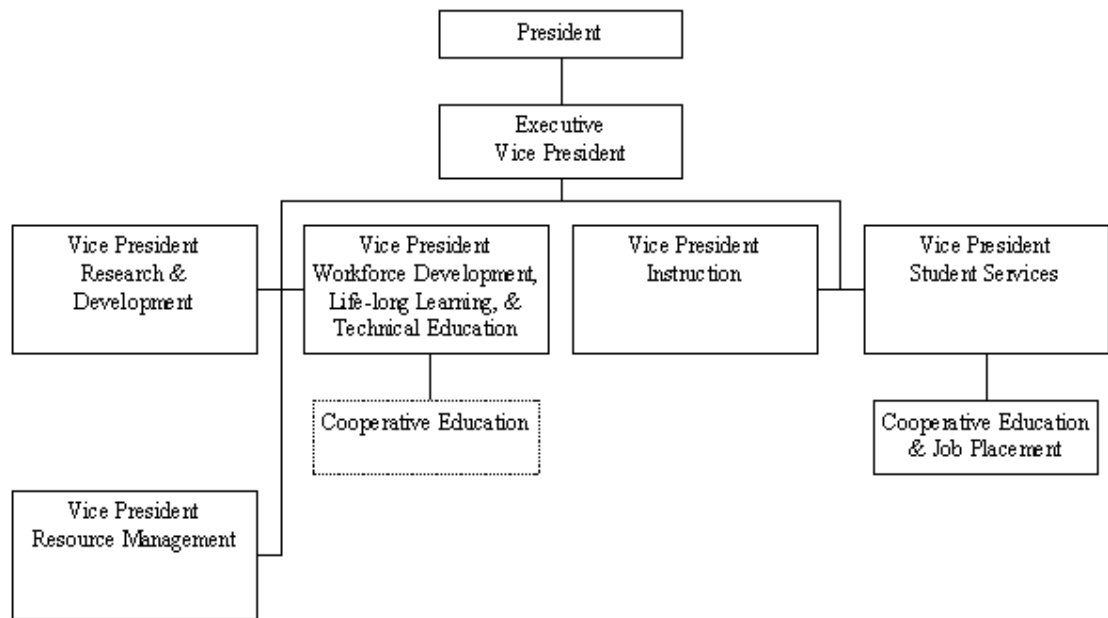 President
Executive
Vice President
Vice President
Research &
Development
Vice President
Workforce Development,
Life-long Learning, &
Technical Education
Vice President
Instruction
Vice President
Student Services
Cooperative Education
Cooperative Education
& Job Placement
Vice President
Resource Management